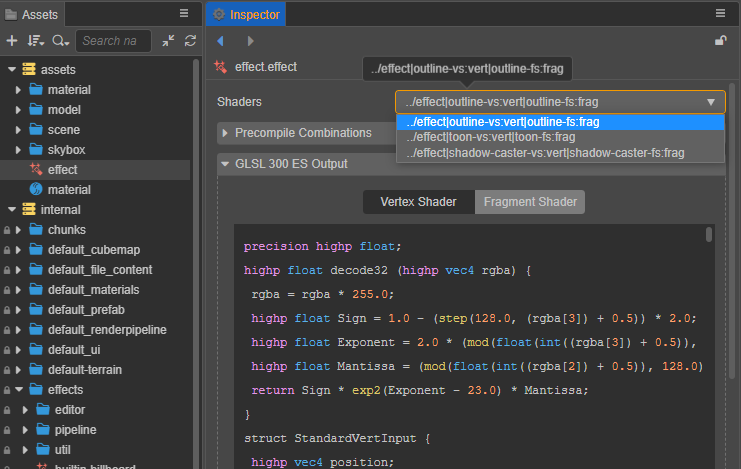 Assets
Inspector
Search na
effect.effect
../effect|outline-vs:vert|outline-fs:frag
Shaders
../effect|outline-vs:vert|outline-fs:frag
../effect|outline-vs:vert|outline-fs:frag
../effect|toon-vs:vert|toon-fs:frag
../effect|shadow-caster-vs:vert|shadow-caster-fs:frag
Precompile Combinations
GLSL 300 ES Output
Vertex Shader
Fragment Shader
assets
material
model
scene
skybox
effect
material
internal
chunks
default_cubemap
default_file_content
default_materials
default_prefab
default_renderpipeline
default_ui
default-terrain
effects
editor
pipeline
util
builtin-billboard
precision highp float;
highp float decode32 (highp vec4 rgba) {
rgba = rgba * 255.0;
highp float Sign = 1.0 - (step(128.0, (rgba[3]) + 0.5)) * 2.0;
highp float Exponent = 2.0 * (mod(float(int((rgba[3]) + 0.5)),
highp float Mantissa = (mod(float(int((rgba[2]) + 0.5)), 128.0)
return Sign * exp2(Exponent - 23.0) * Mantissa;
}
struct StandardVertInput {
highp vec4 position;